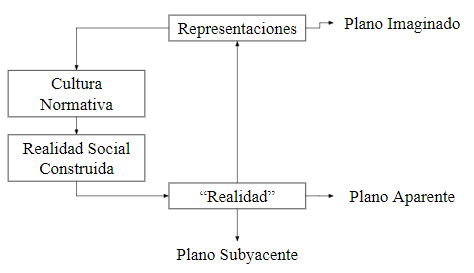 Representaciones
Plano Imaginado
Cultura
Normativa
Realidad Social
Construida
“Realidad”
Plano Aparente
Plano Subyacente